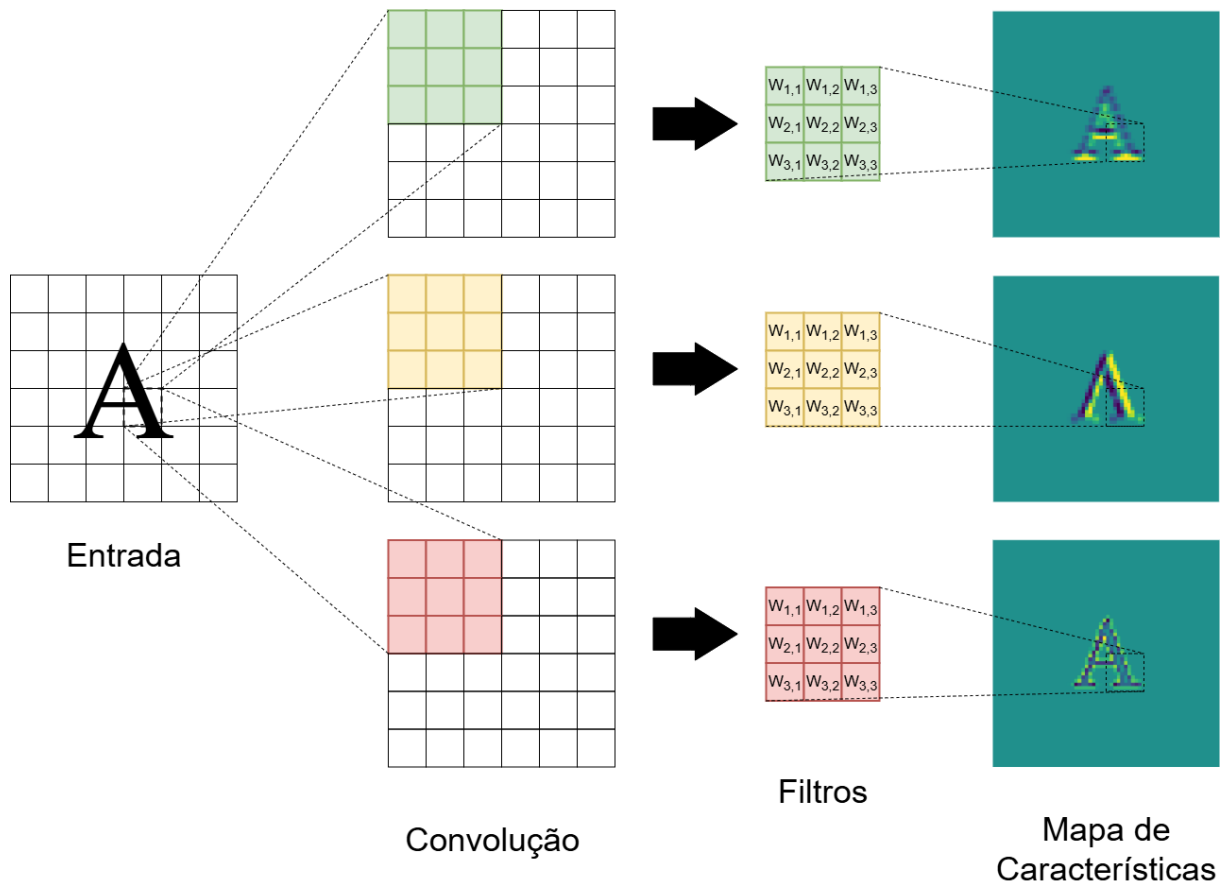 W1,1 W1,2 W1,3
W2,1 W2,2 W2,3
W3,1 W3,2 W3,3
A
W1,1 W1,2 W1,3
W2,1 W2,2 W2,3
W3,1 W3,2 W3,3
Entrada
W1,1 W1,2 W1,3
W2,1 W2,2 W2,3
W3,1 W3,2 W3,3
Filtros
Convolução
Mapa de
Característícas